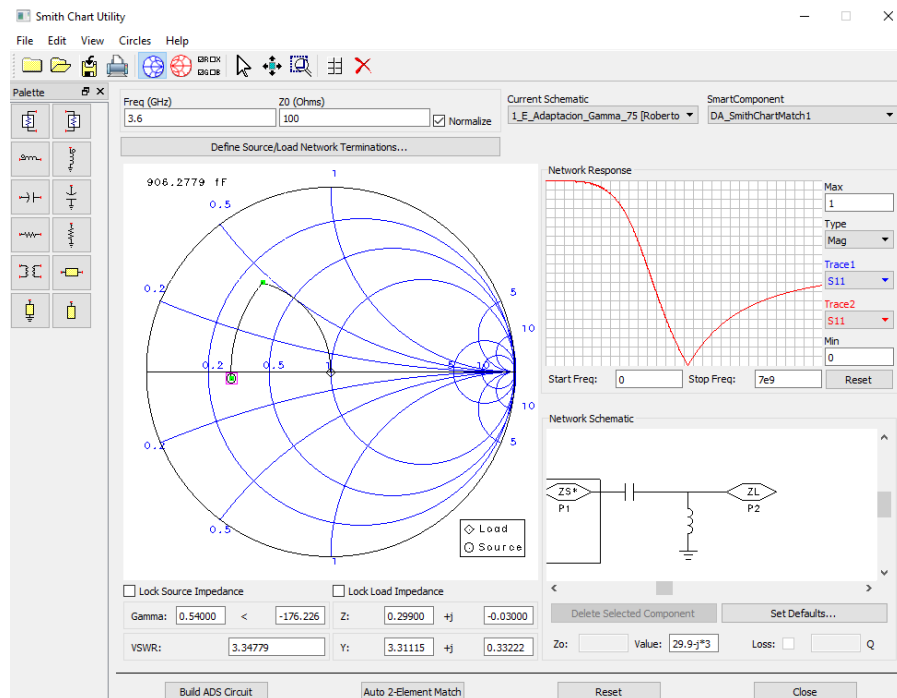 Smith Chart Utility
File Edit View Circles Help
Palette
Freq (GHz)
3.6
Z0 (Ohms)
100
Normalize
Current Schematic
1_E_Adaptacion_Gamma_75 [Roberto
SmartComponent
DA_SmithChartMatch1
Define Source/Load Network Terminations...
906.2779 fF
1
0.5
0.2
5
10
0.2 0.5 1 5 10
10
5
0.2
0.5
1
Load
Source
Network Response
Max
1
Type
Mag
Trace1
S11
Trace2
S11
Min
0
Start Freq: 0 Stop Freq: 7e9 Reset
Network Schematic
ZS*
P1
ZL
P2
Lock Source Impedance Lock Load Impedance
Gamma: 0.54000 < -176.226 Z: 0.29900 +j -0.03000
VSWR: 3.34779 Y: 3.31115 +j 0.33222
Delete Selected Component Set Defaults...
Zo: Value: 29.9-j*3 Loss: Q
Build ADS Circuit Auto 2-Element Match Reset Close